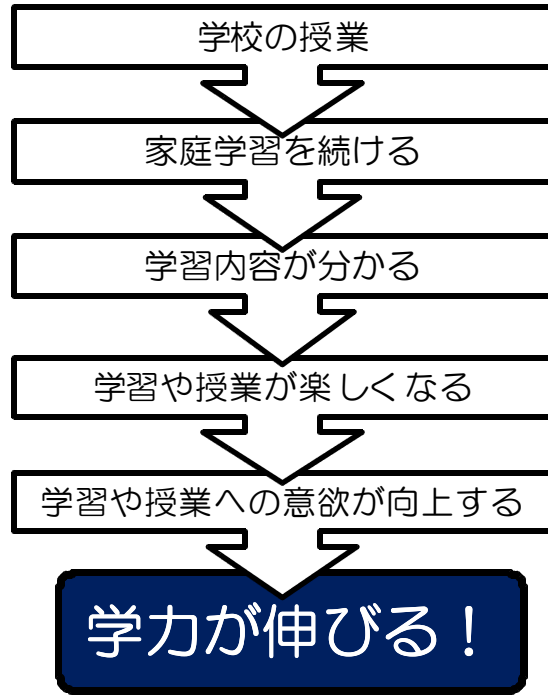 学校の授業
家庭学習を続ける
学習内容が分かる
学習や授業が楽しくなる
学習や授業への意欲が向上する
学力が伸びる！